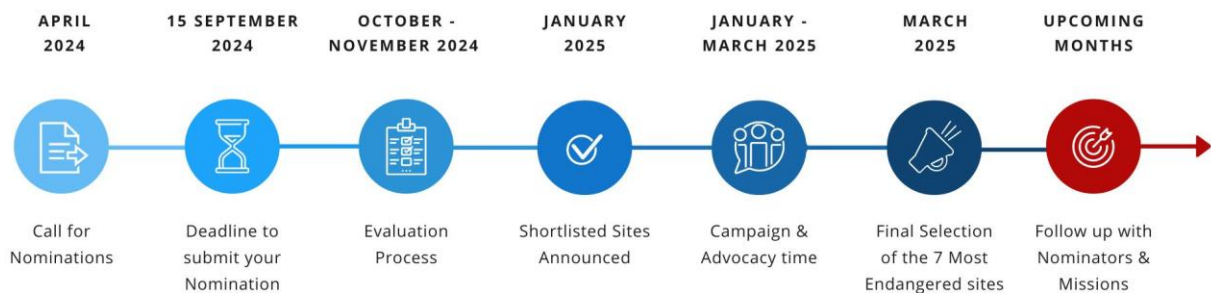 APRIL
2024
15 SEPTEMBER
2024
OCTOBER -
NOVEMBER 2024
JANUARY
2025
JANUARY -
MARCH 2025
MARCH
2025
UPCOMING
MONTHS
Call for
Nominations
Deadline to
submit your
Nomination
Evaluation
Process
Shortlisted Sites
Announced
Campaign &
Advocacy time
Final Selection
of the 7 Most
Endangered sites
Follow up with
Nominators &
Missions